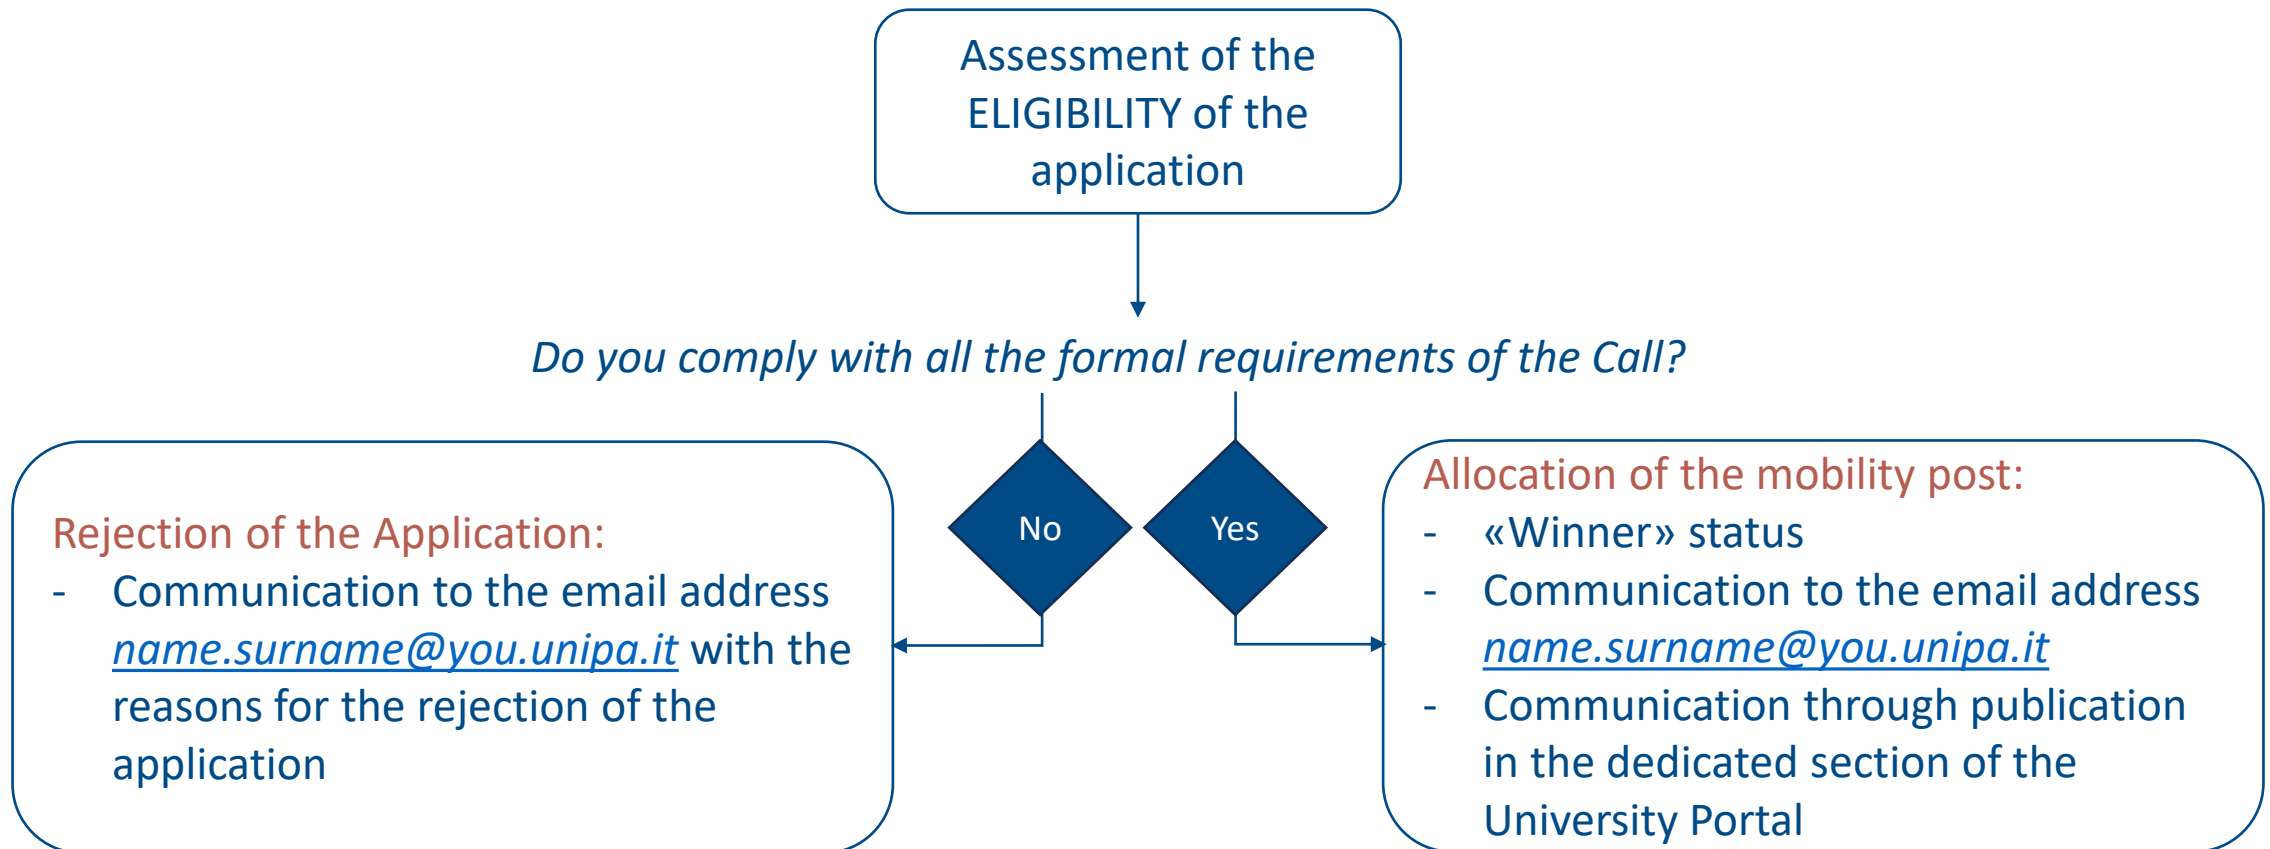 Assessment of the
ELIGIBILITY of the
application
Do you comply with all the formal requirements of the Call?
No
Yes
Rejection of the Application:
- Communication to the email address
name.surname@you.unipa.it with the
reasons for the rejection of the
application
Allocation of the mobility post:
- «Winner» status
- Communication to the email address
name.surname@you.unipa.it
- Communication through publication
in the dedicated section of the
University Portal